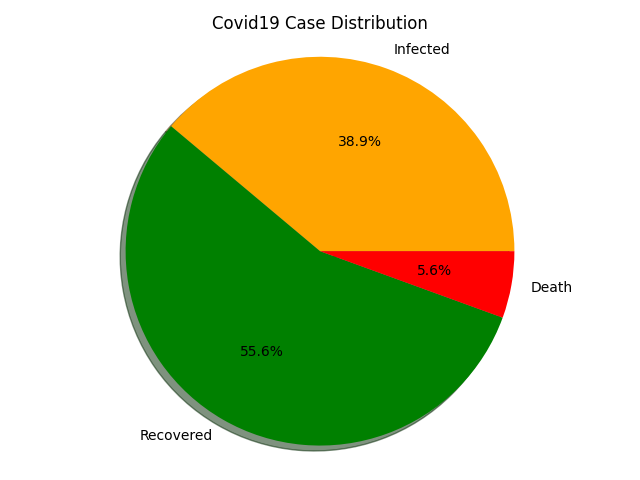 Covid19 Case Distribution
Infected
38.9%
5.6%
Death
55.6%
Recovered